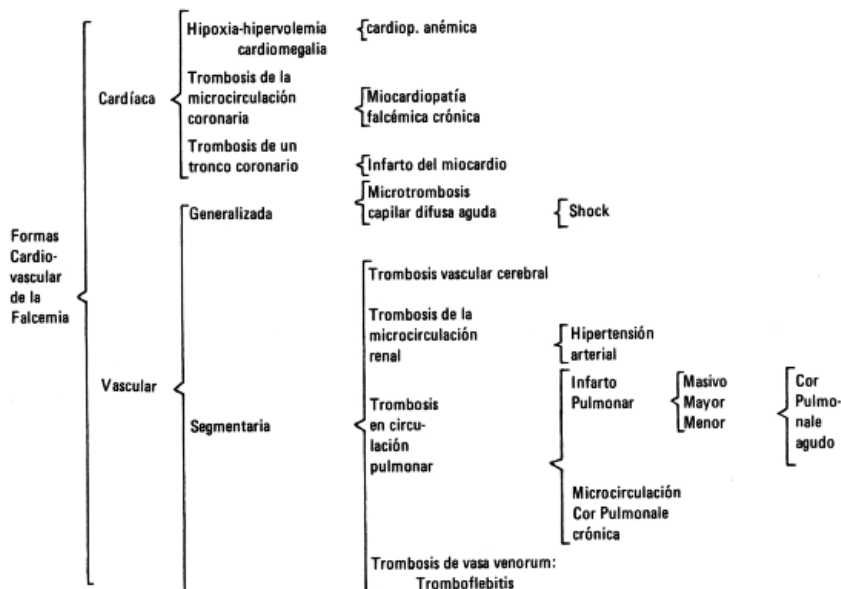 Formas
Cardio-
vascular
de la
Falcemia
Cardíaca
Hipoxia-hipervolemia
cardiomegalia
cardiop. anémica
Trombosis de la
microcirculación
coronaria
Miocardiopatía
falcémica crónica
Trombosis de un
tronco coronario
Infarto del miocardio
Vascular
Generalizada
Microtrombosis
capilar difusa aguda
Shock
Segmentaria
Trombosis vascular cerebral
Trombosis de la
microcirculación
renal
Hipertensión
arterial
Trombosis
en circu-
lación
pulmonar
Infarto
Pulmonar
Masivo
Mayor
Menor
Cor
Pulmo-
nale
agudo
Microcirculación
Cor Pulmonale
crónica
Trombosis de vasa venorum:
Tromboflebitis